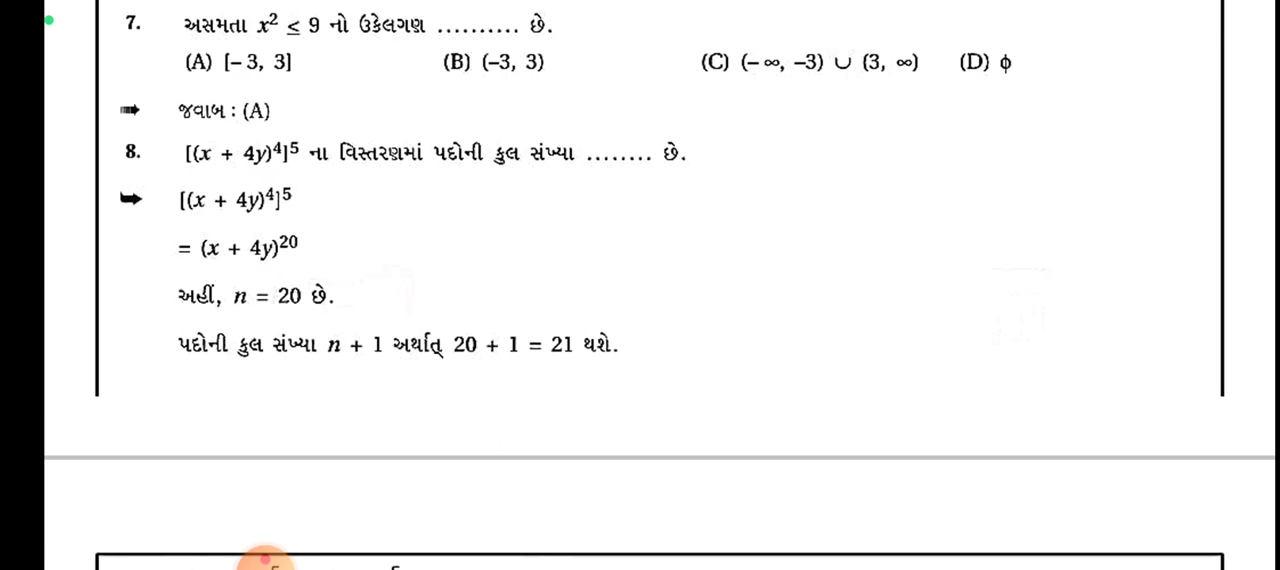 7. અસમતા x² ≤ 9 નો ઉકેલગણ .......... છે.
(A) [– 3, 3] (B) (–3, 3) (C) (– ∞, –3) ∪ (3, ∞) (D) ϕ
➠ જવાબ : (A)
8. [(x + 4y)⁴]⁵ ના વિસ્તરણમાં પદોની કુલ સંખ્યા ........ છે.
➥ [(x + 4y)⁴]⁵
= (x + 4y)²⁰
અહીં, n = 20 છે.
પદોની કુલ સંખ્યા n + 1 અર્થાત્ 20 + 1 = 21 થશે.